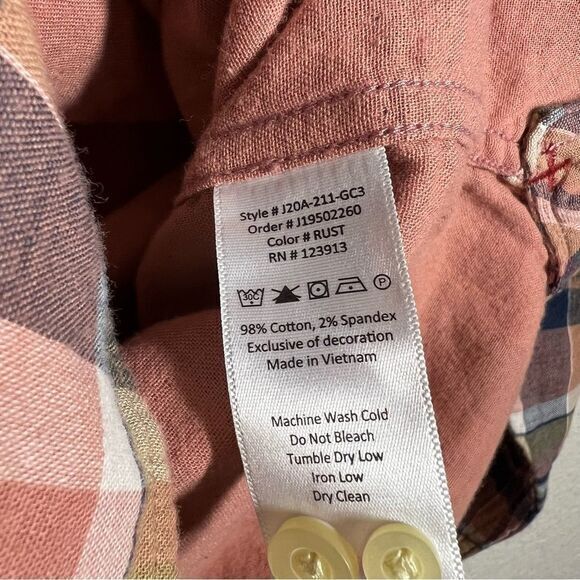 Style # J20A-211-GC3
Order # J19502260
Color # RUST
RN # 123913
30C P
98% Cotton, 2% Spandex
Exclusive of decoration
Made in Vietnam
Machine Wash Cold
Do Not Bleach
Tumble Dry Low
Iron Low
Dry Clean